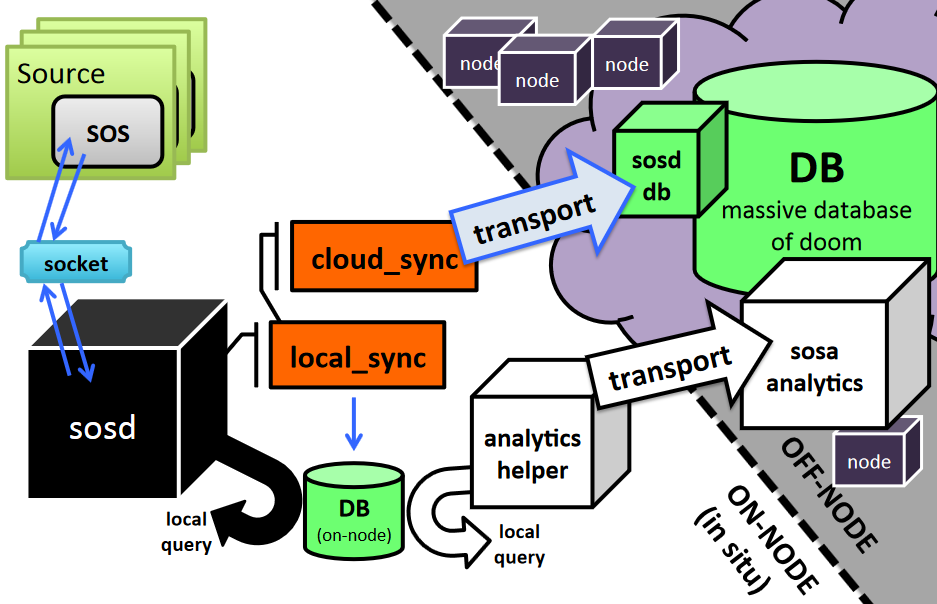 Source
SOS
socket
sosd
cloud_sync
local_sync
transport
node
node
node
sosd
db
DB
massive database
of doom
transport
sosa
analytics
analytics
helper
DB
(on-node)
local
query
local
query
node
OFF-NODE
ON-NODE
(in situ)